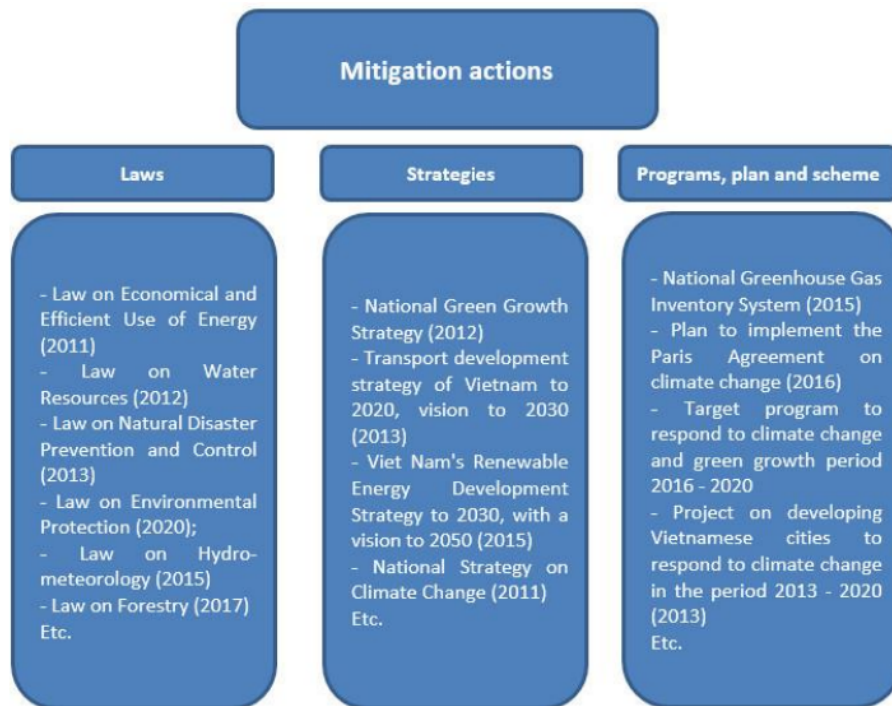 Mitigation actions
Laws
Strategies
Programs, plan and scheme
- Law on Economical and
Efficient Use of Energy
(2011)
- Law on Water
Resources (2012)
- Law on Natural Disaster
Prevention and Control
(2013)
- Law on Environmental
Protection (2020);
- Law on Hydro-
meteorology (2015)
- Law on Forestry (2017)
Etc.
- National Green Growth
Strategy (2012)
- Transport development
strategy of Vietnam to
2020, vision to 2030
(2013)
- Viet Nam's Renewable
Energy Development
Strategy to 2030, with a
vision to 2050 (2015)
- National Strategy on
Climate Change (2011)
Etc.
- National Greenhouse Gas
Inventory System (2015)
- Plan to implement the
Paris Agreement on
climate change (2016)
- Target program to
respond to climate change
and green growth period
2016 - 2020
- Project on developing
Vietnamese cities to
respond to climate change
in the period 2013 - 2020
(2013)
Etc.